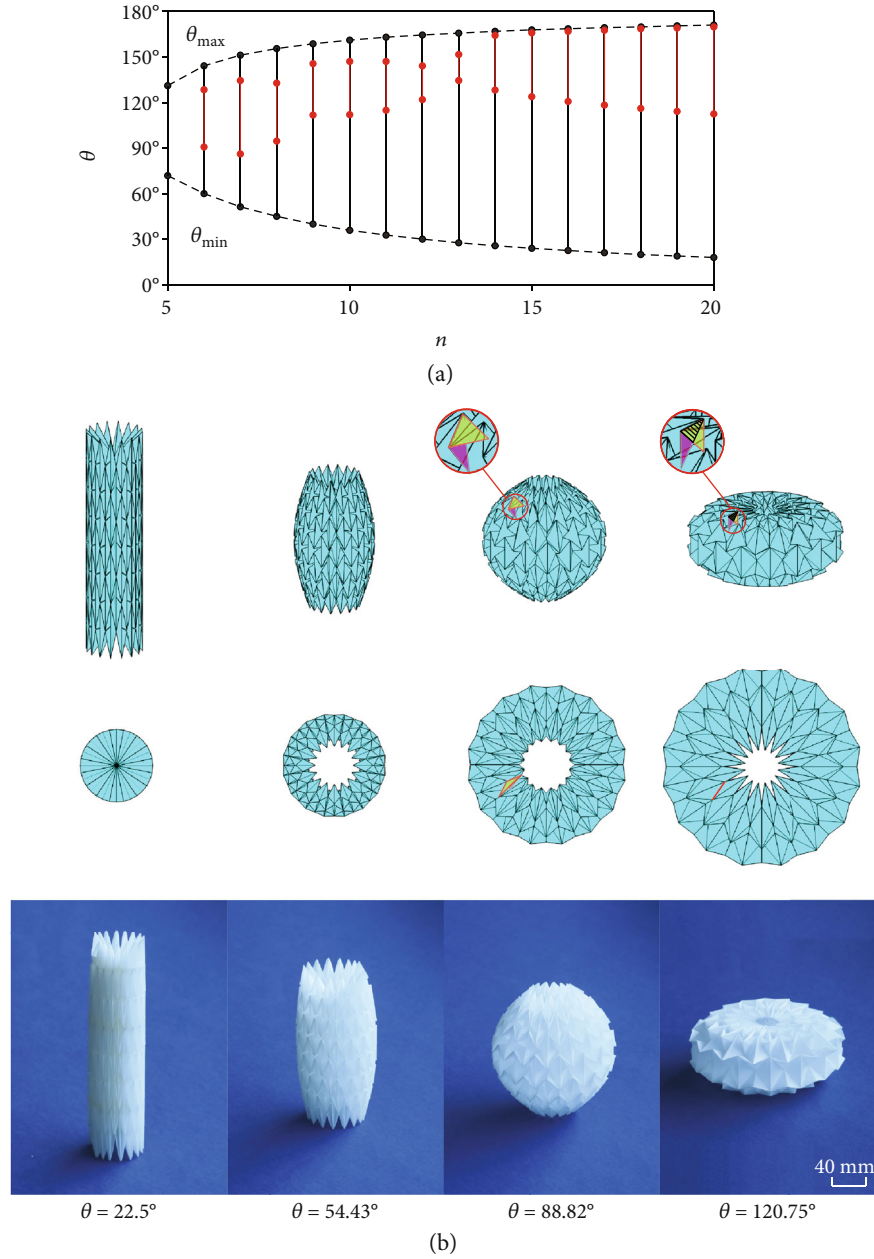 180°
θmax
150°
120°
θ
90°
60°
θmin
30°
0°
5
10
15
20
n
(a)
40 mm
θ = 22.5°
θ = 54.43°
θ = 88.82°
θ = 120.75°
(b)